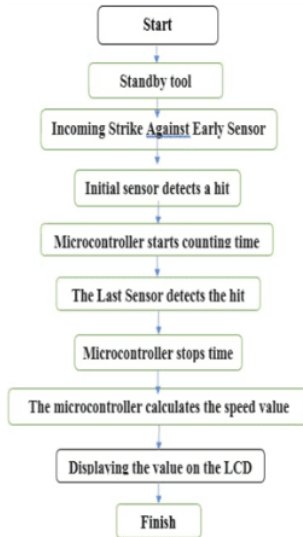 Start
Standby tool
Incoming Strike Against Early Sensor
Initial sensor detects a hit
Microcontroller starts counting time
The Last Sensor detects the hit
Microcontroller stops time
The microcontroller calculates the speed value
Displaying the value on the LCD
Finish